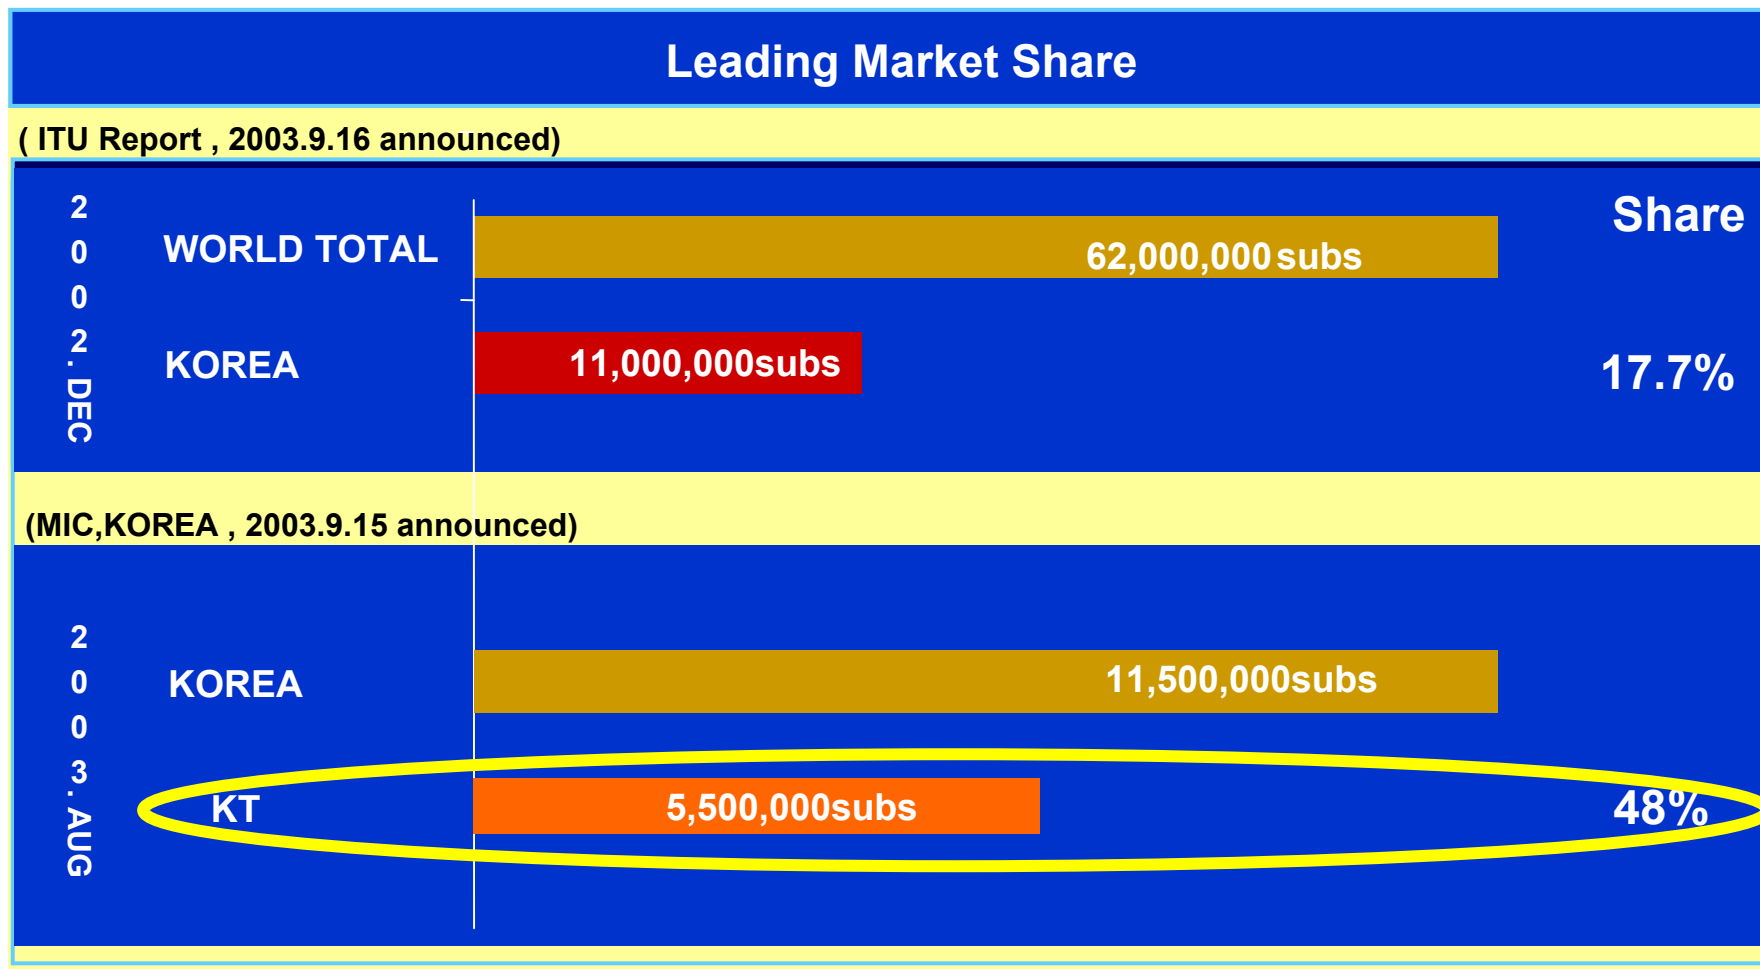 Leading Market Share
( ITU Report , 2003.9.16 announced)
2002. DEC
Share
WORLD TOTAL
62,000,000 subs
KOREA
11,000,000subs
17.7%
(MIC,KOREA , 2003.9.15 announced)
2003. AUG
KOREA
11,500,000subs
KT
5,500,000subs
48%